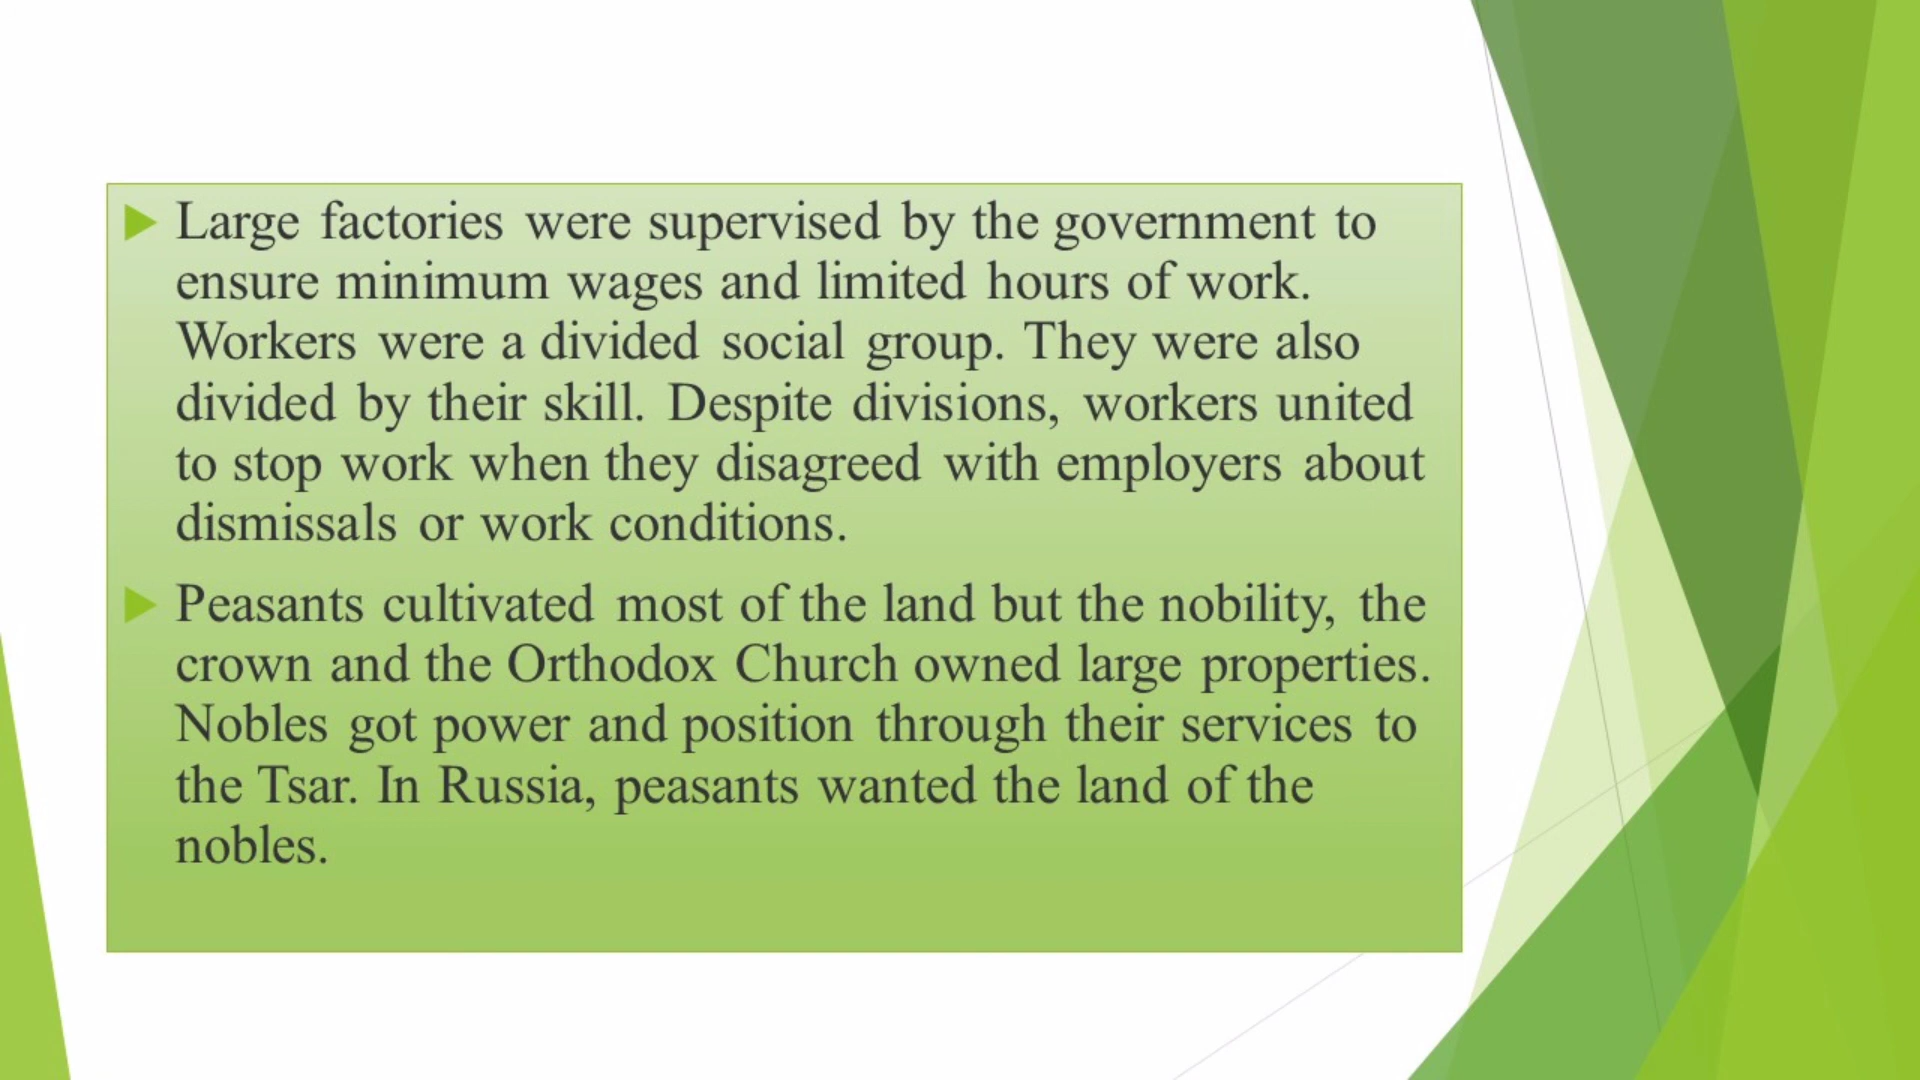 Large factories were supervised by the government to
ensure minimum wages and limited hours of work.
Workers were a divided social group. They were also
divided by their skill. Despite divisions, workers united
to stop work when they disagreed with employers about
dismissals or work conditions.
Peasants cultivated most of the land but the nobility, the
crown and the Orthodox Church owned large properties.
Nobles got power and position through their services to
the Tsar. In Russia, peasants wanted the land of the
nobles.